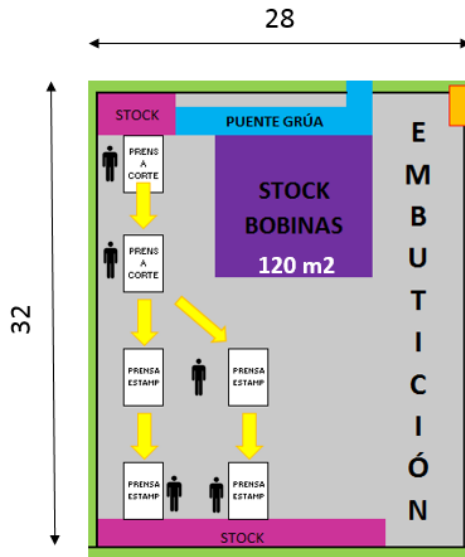 28
32
STOCK
PUENTE GRÚA
PRENS
A
CORTE
STOCK
BOBINAS
120 m2
PRENS
A
CORTE
PRENSA
ESTAMP
PRENSA
ESTAMP
PRENSA
ESTAMP
PRENSA
ESTAMP
STOCK
E
M
B
U
T
I
C
I
Ó
N